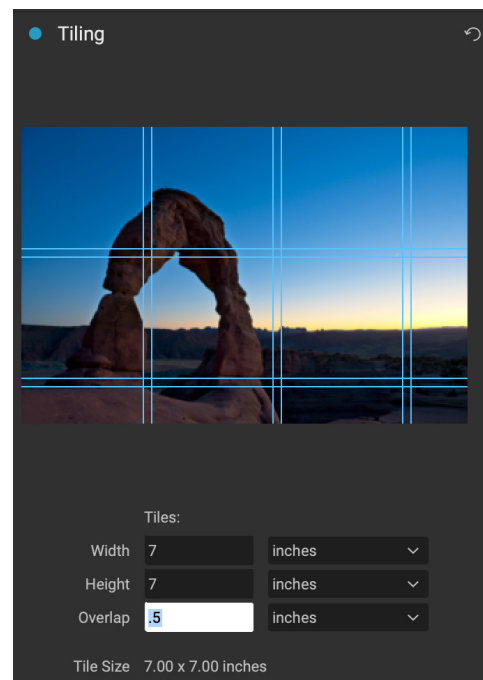 Tiling
Tiles:
Width 7 inches
Height 7 inches
Overlap .5 inches
Tile Size 7.00 x 7.00 inches